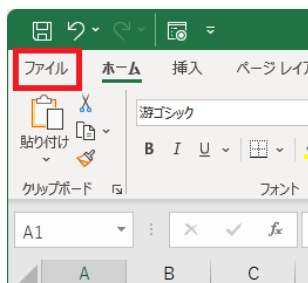 ファイル ホーム 挿入 ページ レイア
貼り付け
游ゴシック
B I U
クリップボード フォント
A1 fx
A B C